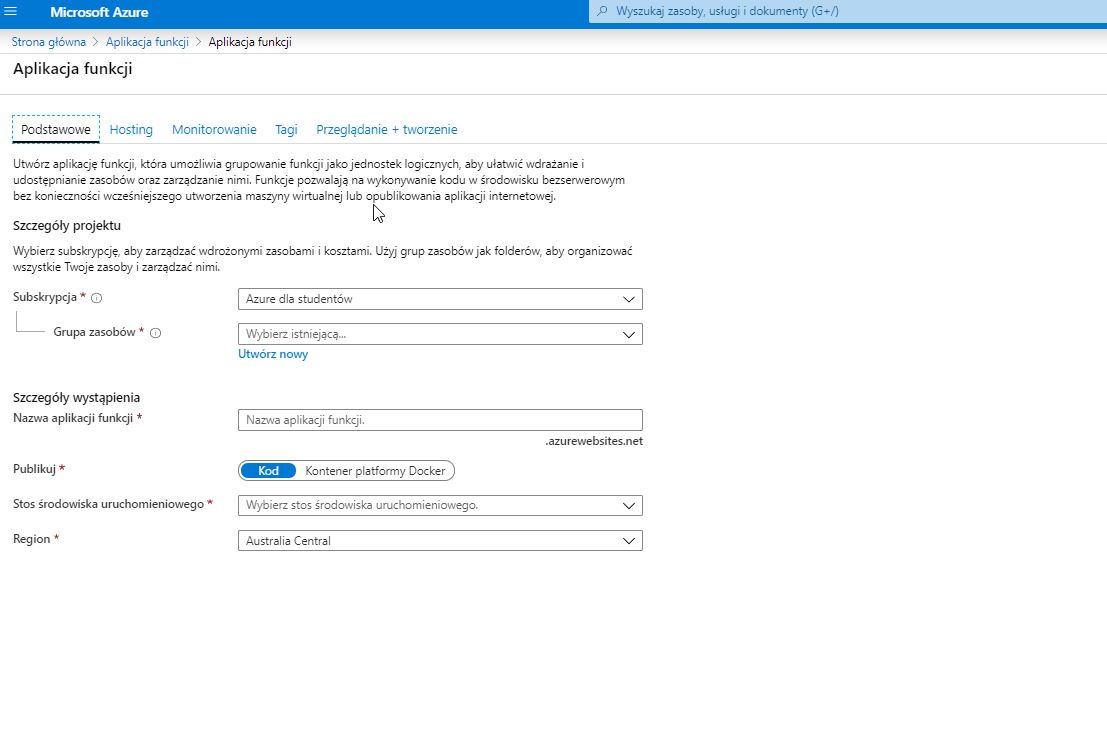 Microsoft Azure
Wyszukaj zasoby, usługi i dokumenty (G+/)
Strona główna > Aplikacja funkcji > Aplikacja funkcji
Aplikacja funkcji
Podstawowe Hosting Monitorowanie Tagi Przeglądanie + tworzenie
Utwórz aplikację funkcji, która umożliwia grupowanie funkcji jako jednostek logicznych, aby ułatwić wdrażanie i
udostępnianie zasobów oraz zarządzanie nimi. Funkcje pozwalają na wykonywanie kodu w środowisku bezserwerowym
bez konieczności wcześniejszego utworzenia maszyny wirtualnej lub opublikowania aplikacji internetowej.
Szczegóły projektu
Wybierz subskrypcję, aby zarządzać wdrożonymi zasobami i kosztami. Użyj grup zasobów jak folderów, aby organizować
wszystkie Twoje zasoby i zarządzać nimi.
Subskrypcja *
Azure dla studentów
Grupa zasobów *
Wybierz istniejącą...
Utwórz nowy
Szczegóły wystąpienia
Nazwa aplikacji funkcji *
Nazwa aplikacji funkcji.
.azurewebsites.net
Publikuj *
Kod Kontener platformy Docker
Stos środowiska uruchomieniowego *
Wybierz stos środowiska uruchomieniowego.
Region *
Australia Central